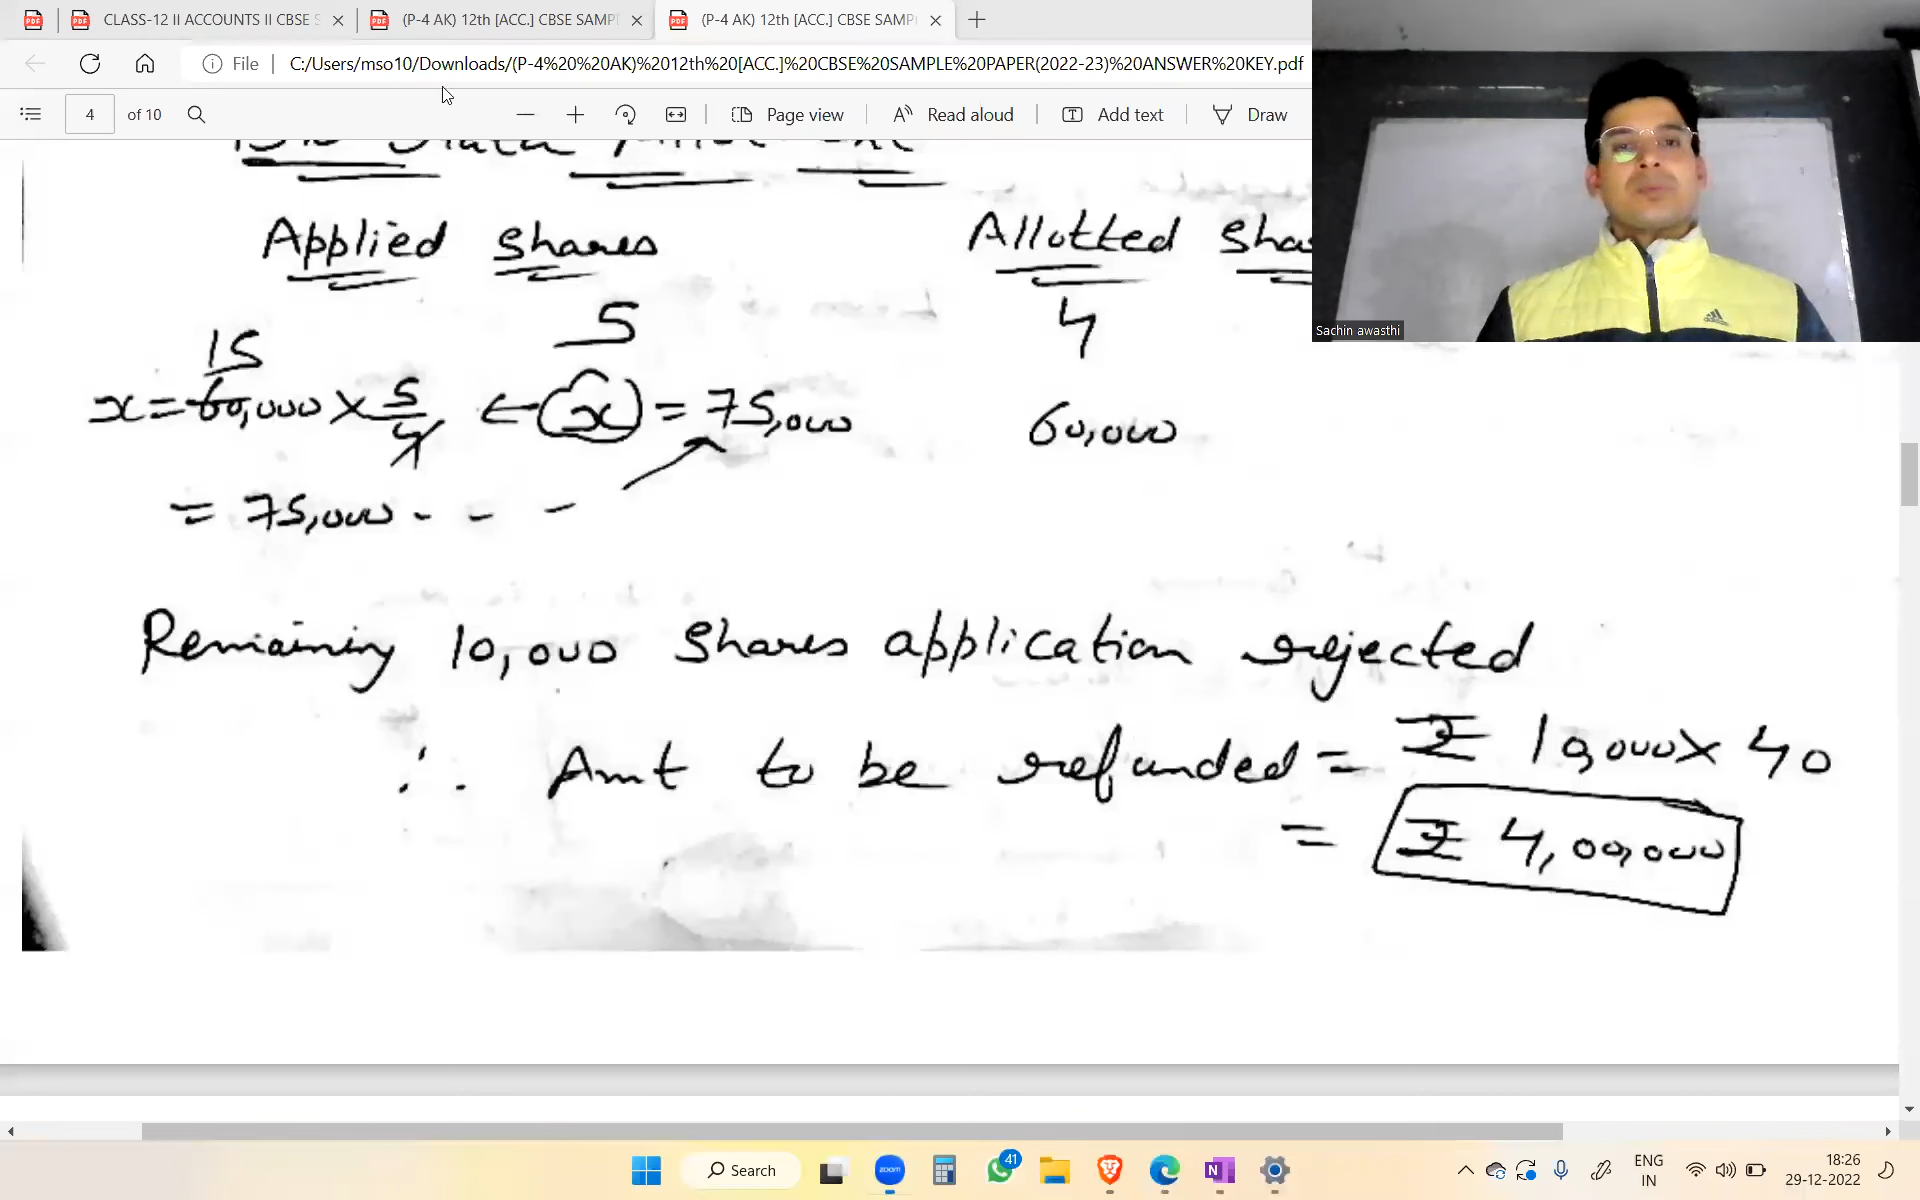 CLASS-12 II ACCOUNTS II CBSE S
(P-4 AK) 12th [ACC.] CBSE SAMPL
(P-4 AK) 12th [ACC.] CBSE SAMP
File
C:/Users/mso10/Downloads/(P-4%20%20AK)%2012th%20[ACC.]%20CBSE%20SAMPLE%20PAPER(2022-23)%20ANSWER%20KEY.pdf
4 of 10
Page view
Read aloud
Add text
Draw
Applied shares
Allotted Sha
5
4
15
x = 60,000 × 5/4 ← x = 75,000
60,000
= 75,000 - - -
Remaining 10,000 Shares application rejected
∴ Amt to be refunded = ₹ 10,000 × 40
= ₹ 4,00,000
Sachin awasthi
Search
zoom
41
ENG
IN
18:26
29-12-2022